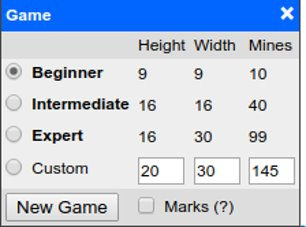 Game ×
Height Width Mines
Beginner 9 9 10
Intermediate 16 16 40
Expert 16 30 99
Custom 20 30 145
New Game Marks (?)